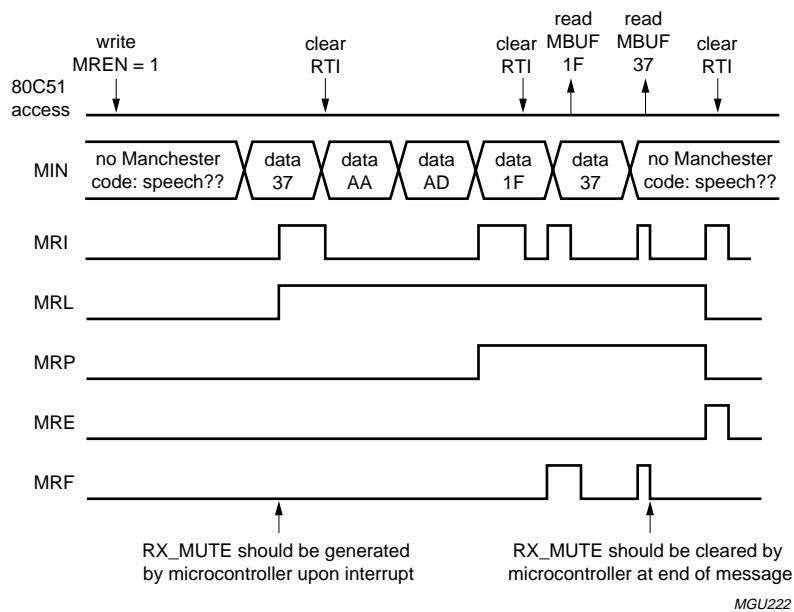 write
MREN = 1
clear
RTI
clear
RTI
read
MBUF
1F
read
MBUF
37
clear
RTI
80C51
access
MIN
no Manchester
code: speech??
data
37
data
AA
data
AD
data
1F
data
37
no Manchester
code: speech??
MRI
MRL
MRP
MRE
MRF
RX_MUTE should be generated
by microcontroller upon interrupt
RX_MUTE should be cleared by
microcontroller at end of message
MGU222